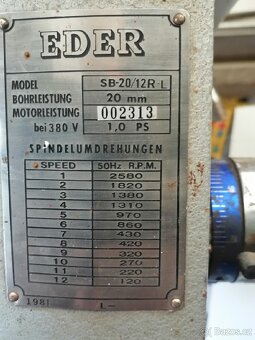 EDER
MODEL SB-20/12R-L
BOHRLEISTUNG 20 mm
MOTORLEISTUNG 002313
bei 380 V 1,0 PS
SPINDELUMDREHUNGEN
SPEED 50Hz R.P.M.
1 2580
2 1820
3 1380
4 1310
5 970
6 860
7 430
8 420
9 320
10 270
11 220
12 120
1981 L-
Bazos.cz